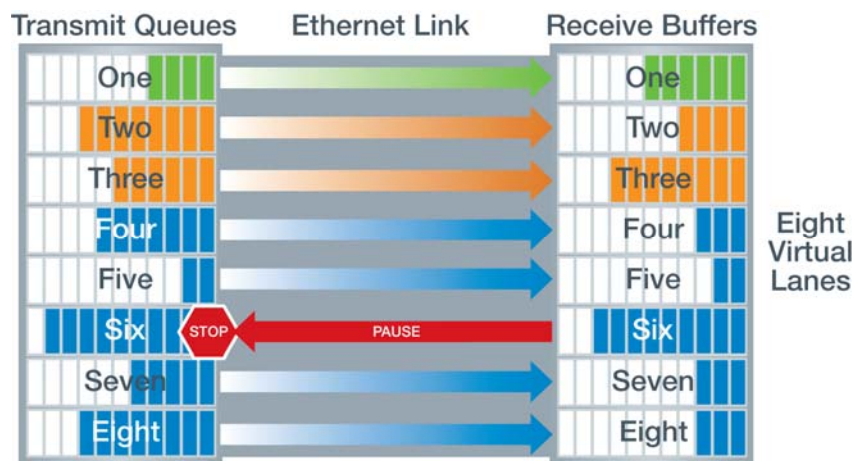 Transmit Queues Ethernet Link Receive Buffers
One One
Two Two
Three Three
Four Four
Five Five
Six STOP PAUSE Six
Seven Seven
Eight Eight
Eight
Virtual
Lanes